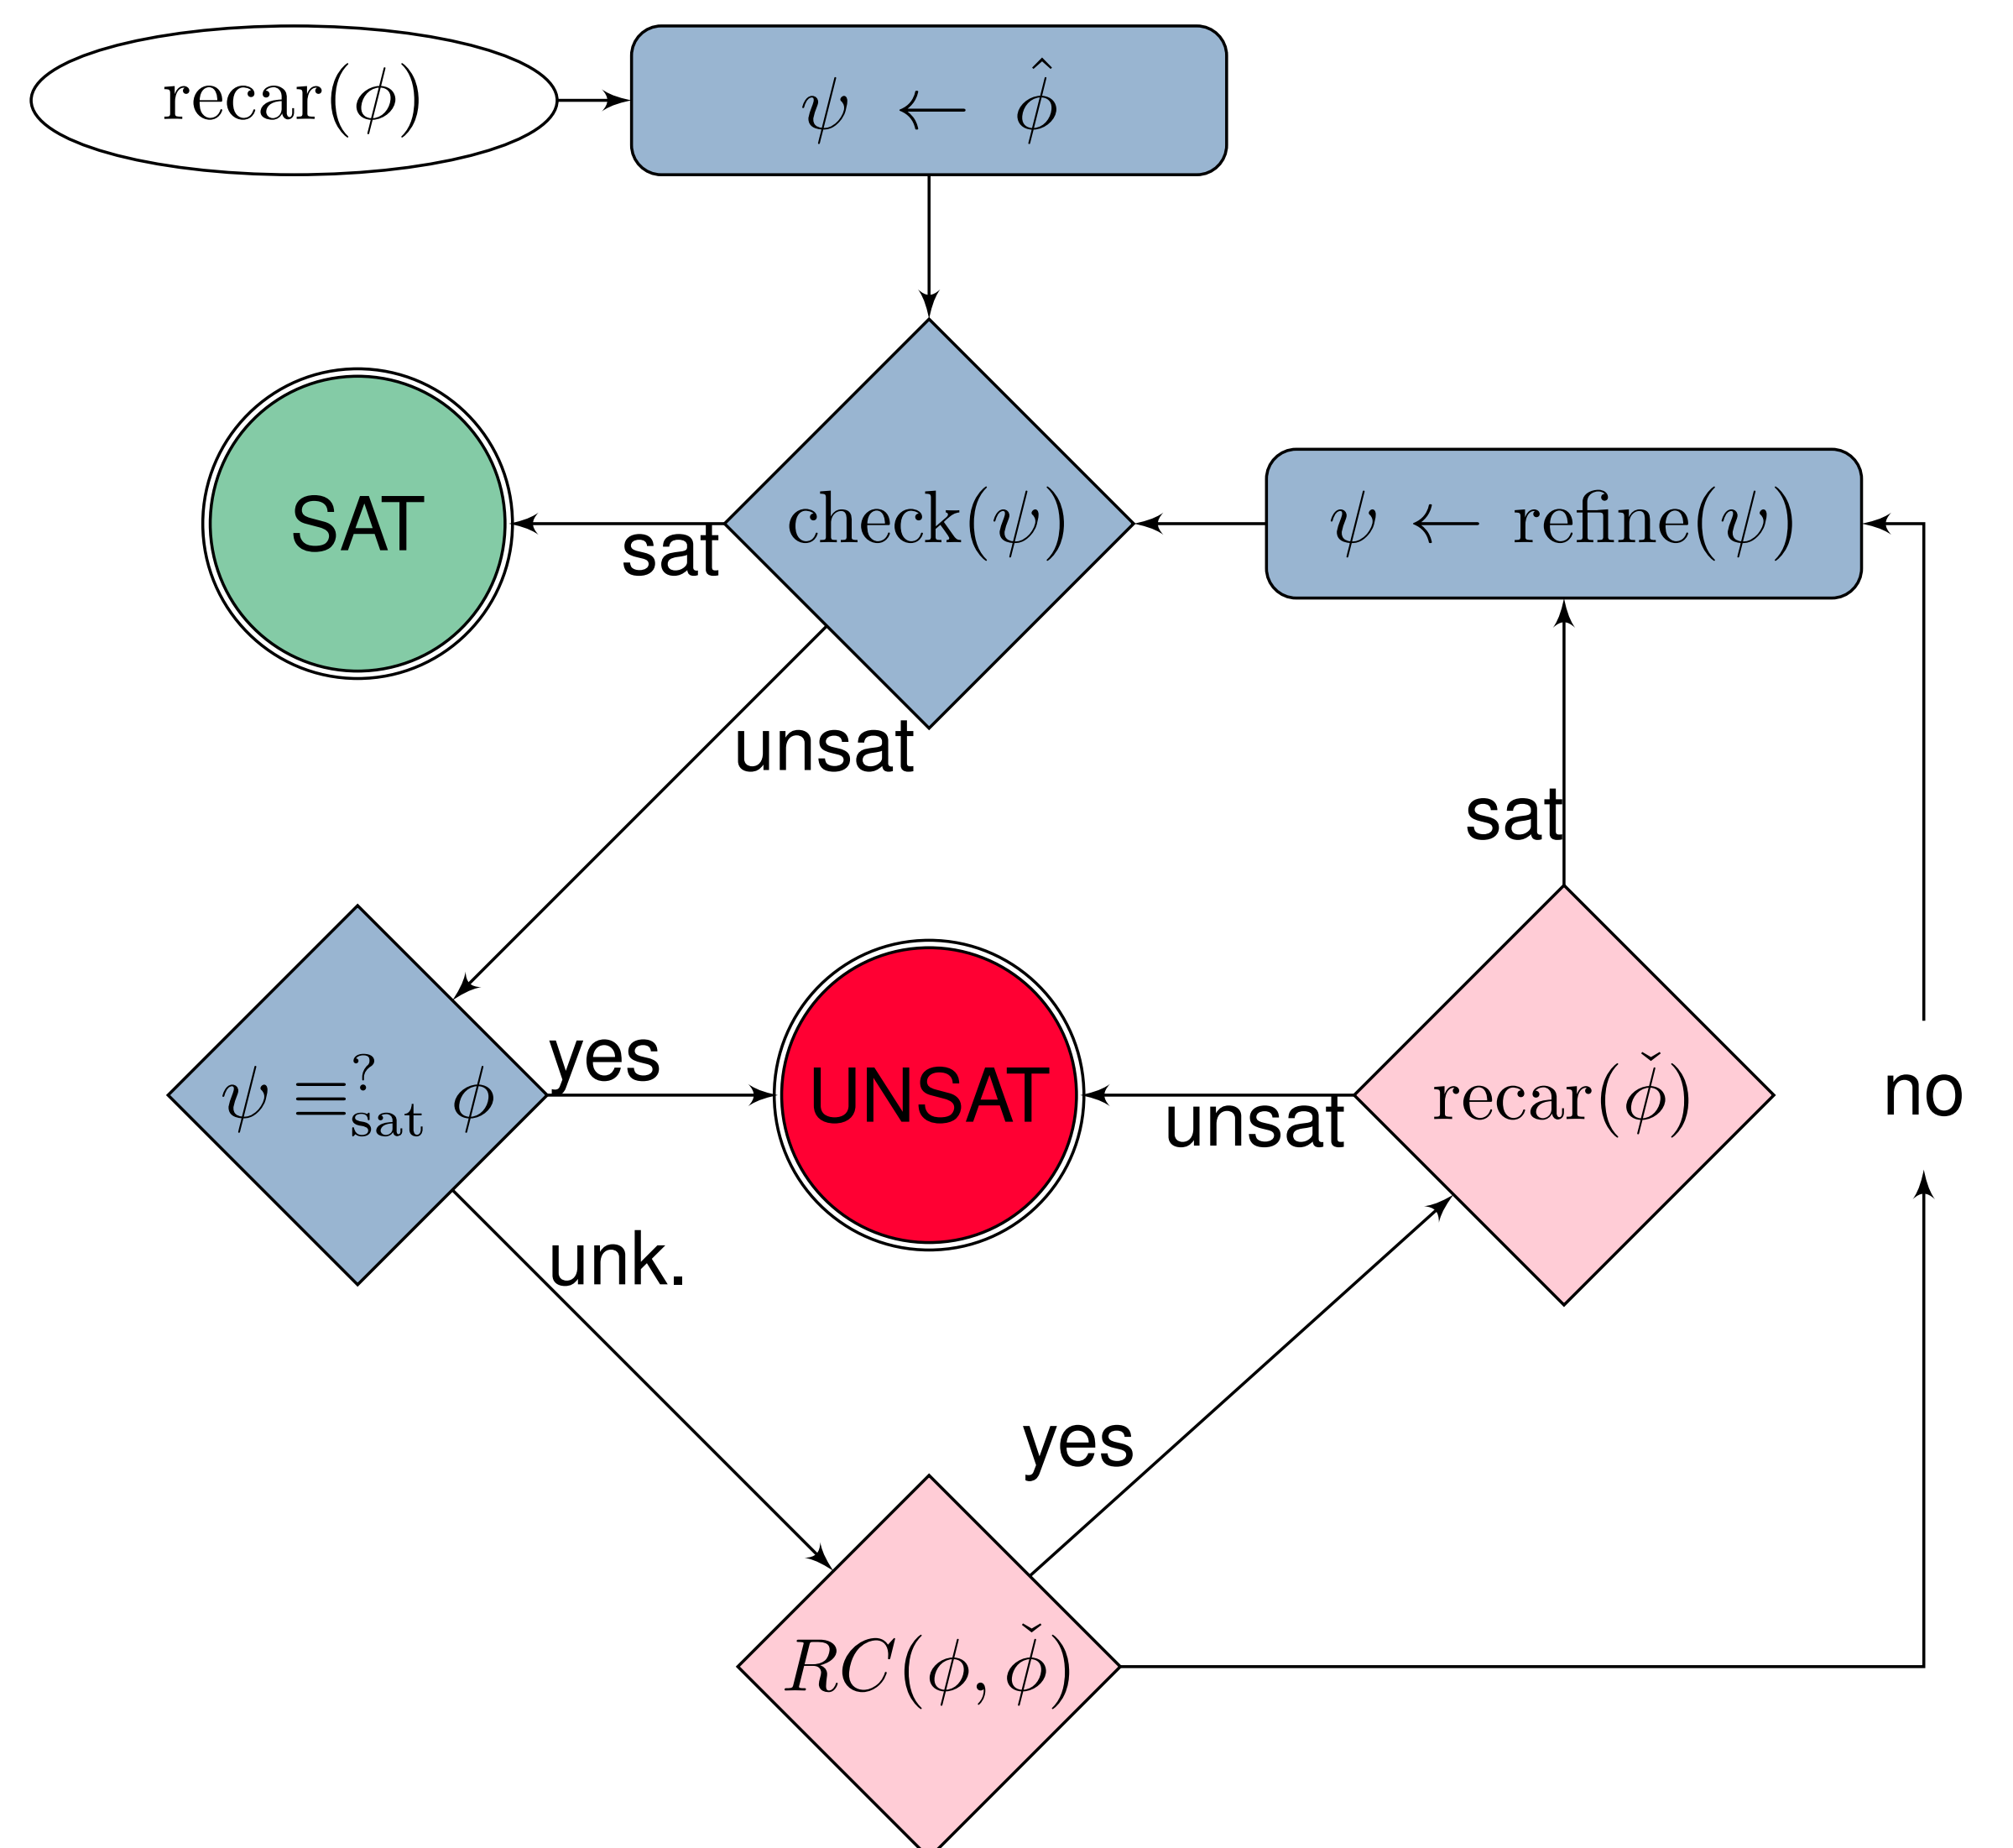 recar(ϕ)
ψ ← ϕ̂
SAT
sat
check(ψ)
ψ ← refine(ψ)
unsat
sat
yes
ψ ≡?sat ϕ
UNSAT
unsat
recar(ϕ̌)
no
unk.
yes
RC(ϕ, ϕ̌)